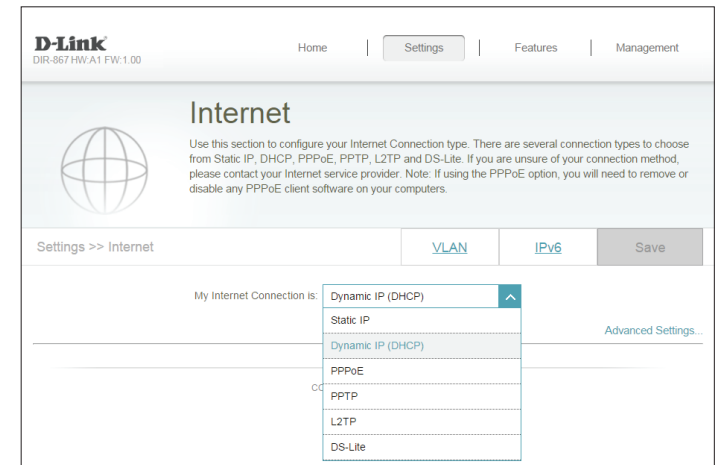 D-Link
DIR-867 HW:A1 FW:1.00
Home
Settings
Features
Management
Internet
Use this section to configure your Internet Connection type. There are several connection types to choose
from Static IP, DHCP, PPPoE, PPTP, L2TP and DS-Lite. If you are unsure of your connection method,
please contact your Internet service provider. Note: If using the PPPoE option, you will need to remove or
disable any PPPoE client software on your computers.
Settings >> Internet
VLAN
IPv6
Save
My Internet Connection is:
Dynamic IP (DHCP)
Static IP
Dynamic IP (DHCP)
PPPoE
PPTP
L2TP
DS-Lite
Advanced Settings...